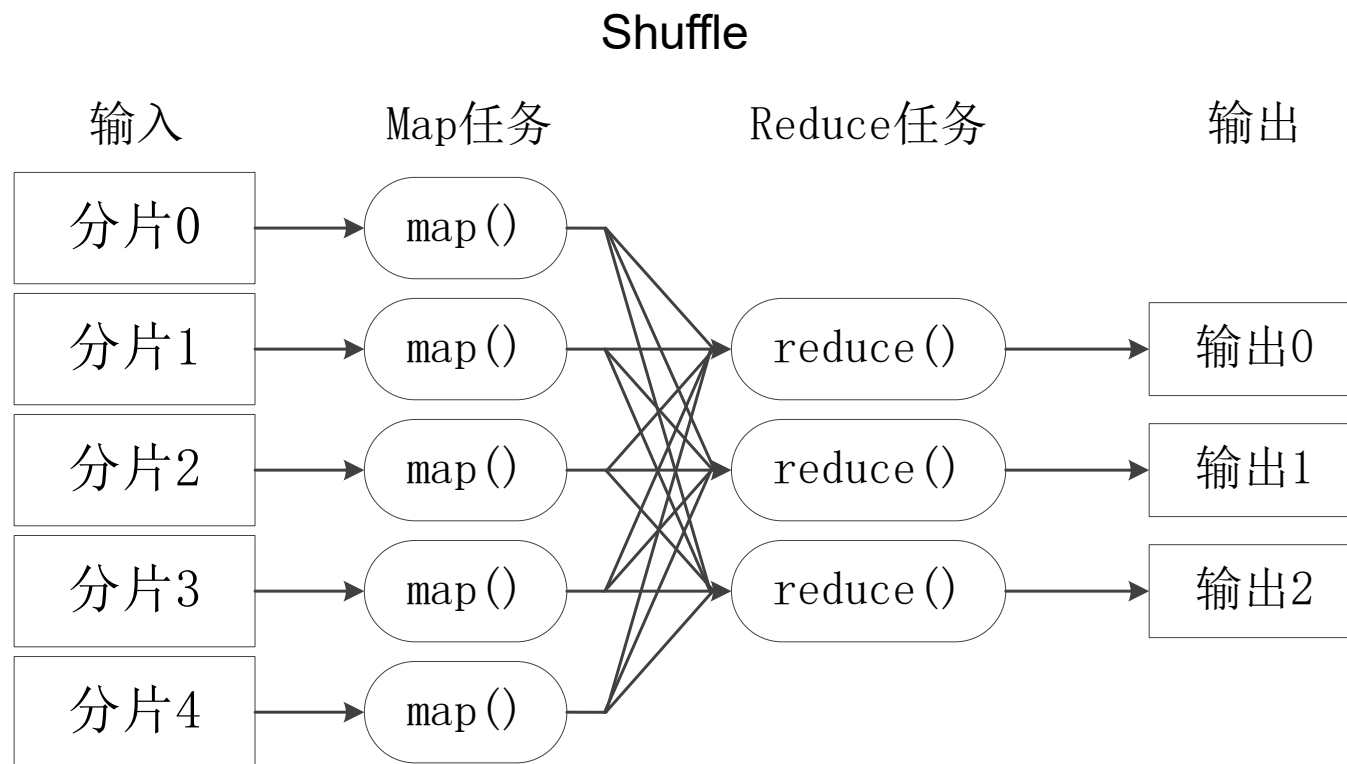 Shuffle
输入 Map任务 Reduce任务 输出
分片0 map()
分片1 map() reduce() 输出0
分片2 map() reduce() 输出1
分片3 map() reduce() 输出2
分片4 map()